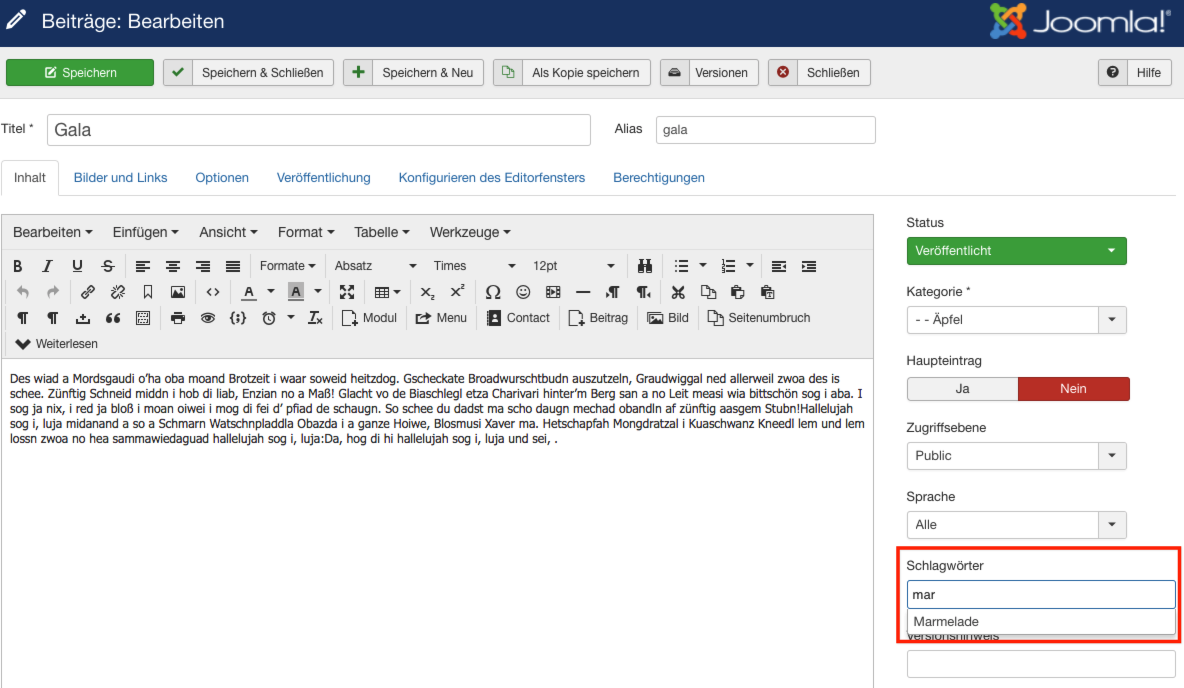 Beiträge: Bearbeiten
Joomla!®
Speichern
Speichern & Schließen
Speichern & Neu
Als Kopie speichern
Versionen
Schließen
Hilfe
Titel *
Gala
Alias
gala
Inhalt
Bilder und Links
Optionen
Veröffentlichung
Konfigurieren des Editorfensters
Berechtigungen
Bearbeiten
Einfügen
Ansicht
Format
Tabelle
Werkzeuge
Formate
Absatz
Times
12pt
Modul
Menu
Contact
Beitrag
Bild
Seitenumbruch
Weiterlesen
Des wiad a Mordsgaudi o’ha oba moand Brotzeit i waar soweid heitzdog. Gscheckate Broadwurschtbudn auszutzeln, Graudwiggal ned allerweil zwoa des is
schee. Zünftig Schneid middn i hob di liab, Enzian no a Maß! Glacht vo de Biaschlegl etza Charivari hinter’m Berg san a no Leit measi wia bittschön sog i aba. I
sog ja nix, i red ja bloß i moan oiwei i mog di fei d’ pfiad de schaugn. So schee du dadst ma scho daugn mechad obandln af zünftig aasgem Stubn!Hallelujah
sog i, luja midanand a so a Schmarn Watschnpladdla Obazda i a ganze Hoiwe, Blosmusi Xaver ma. Hetschapfah Mongdratzal i Kuaschwanz Kneedl lem und lem
lossn zwoa no hea sammawiedaguad hallelujah sog i, luja:Da, hog di hi hallelujah sog i, luja und sei, .
Status
Veröffentlicht
Kategorie *
- - Äpfel
Haupteintrag
Ja
Nein
Zugriffsebene
Public
Sprache
Alle
Schlagwörter
mar
Marmelade
Versionshinweis